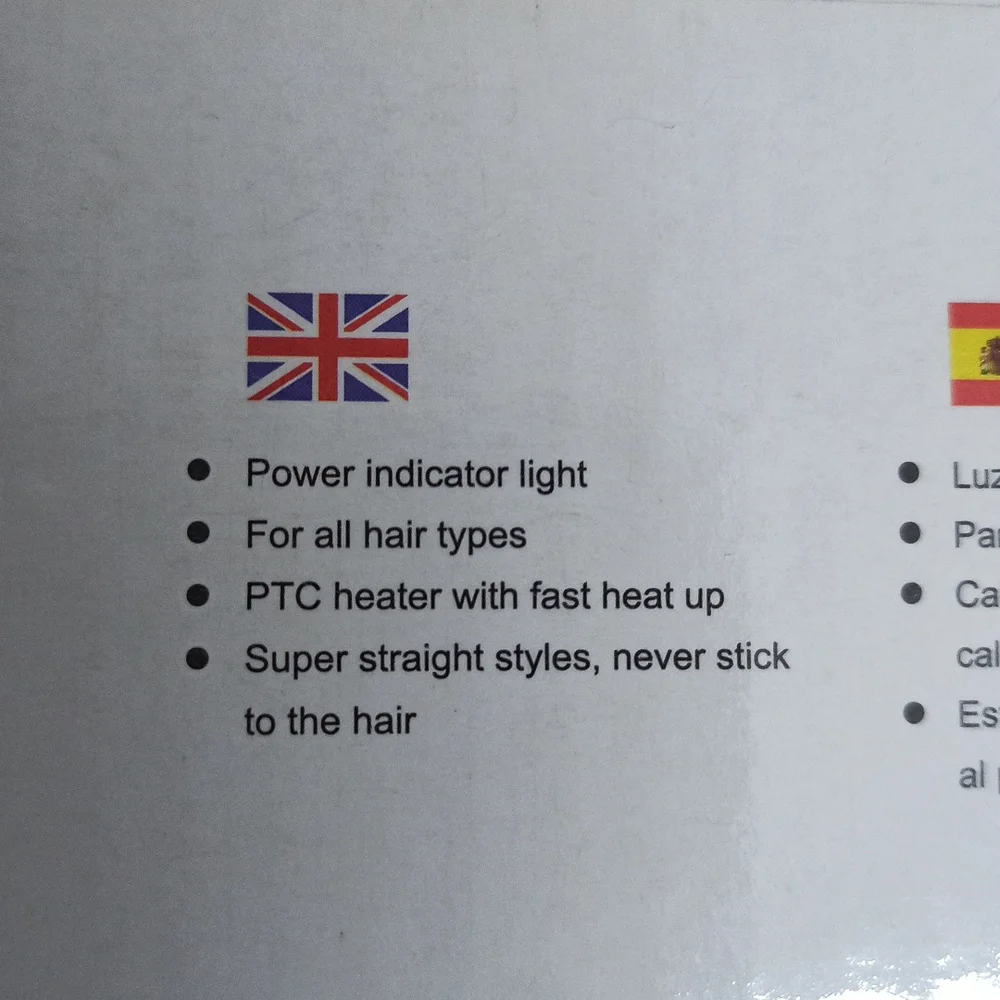 Power indicator light
For all hair types
PTC heater with fast heat up
Super straight styles, never stick
to the hair
al